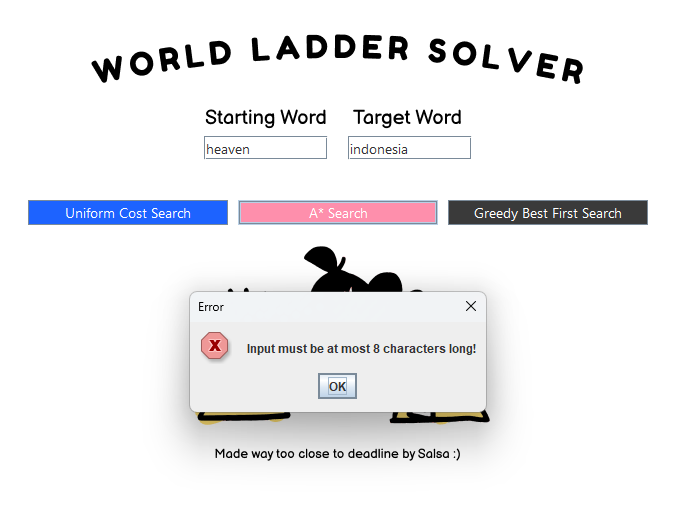 WORLD LADDER SOLVER
Starting Word Target Word
heaven indonesia
Uniform Cost Search A* Search Greedy Best First Search
Error
Input must be at most 8 characters long!
OK
Made way too close to deadline by Salsa :)